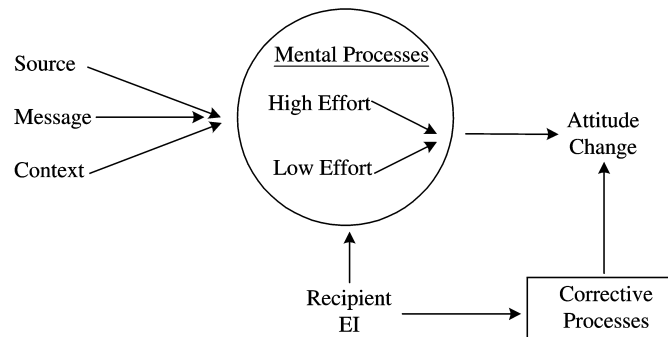 Source
Message
Context
Mental Processes
High Effort
Low Effort
Attitude
Change
Recipient
EI
Corrective
Processes